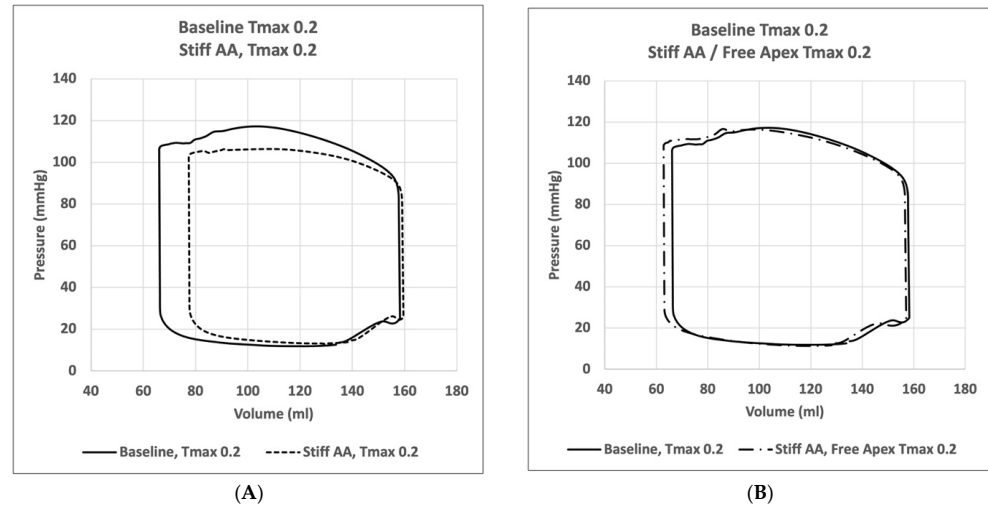 Baseline Tmax 0.2
Stiff AA, Tmax 0.2
140
120
100
80
60
40
20
0
Pressure (mmHg)
40 60 80 100 120 140 160 180
Volume (ml)
Baseline, Tmax 0.2 Stiff AA, Tmax 0.2
(A)
Baseline Tmax 0.2
Stiff AA / Free Apex Tmax 0.2
140
120
100
80
60
40
20
0
Pressure (mmHg)
40 60 80 100 120 140 160 180
Volume (ml)
Baseline, Tmax 0.2 Stiff AA, Free Apex Tmax 0.2
(B)